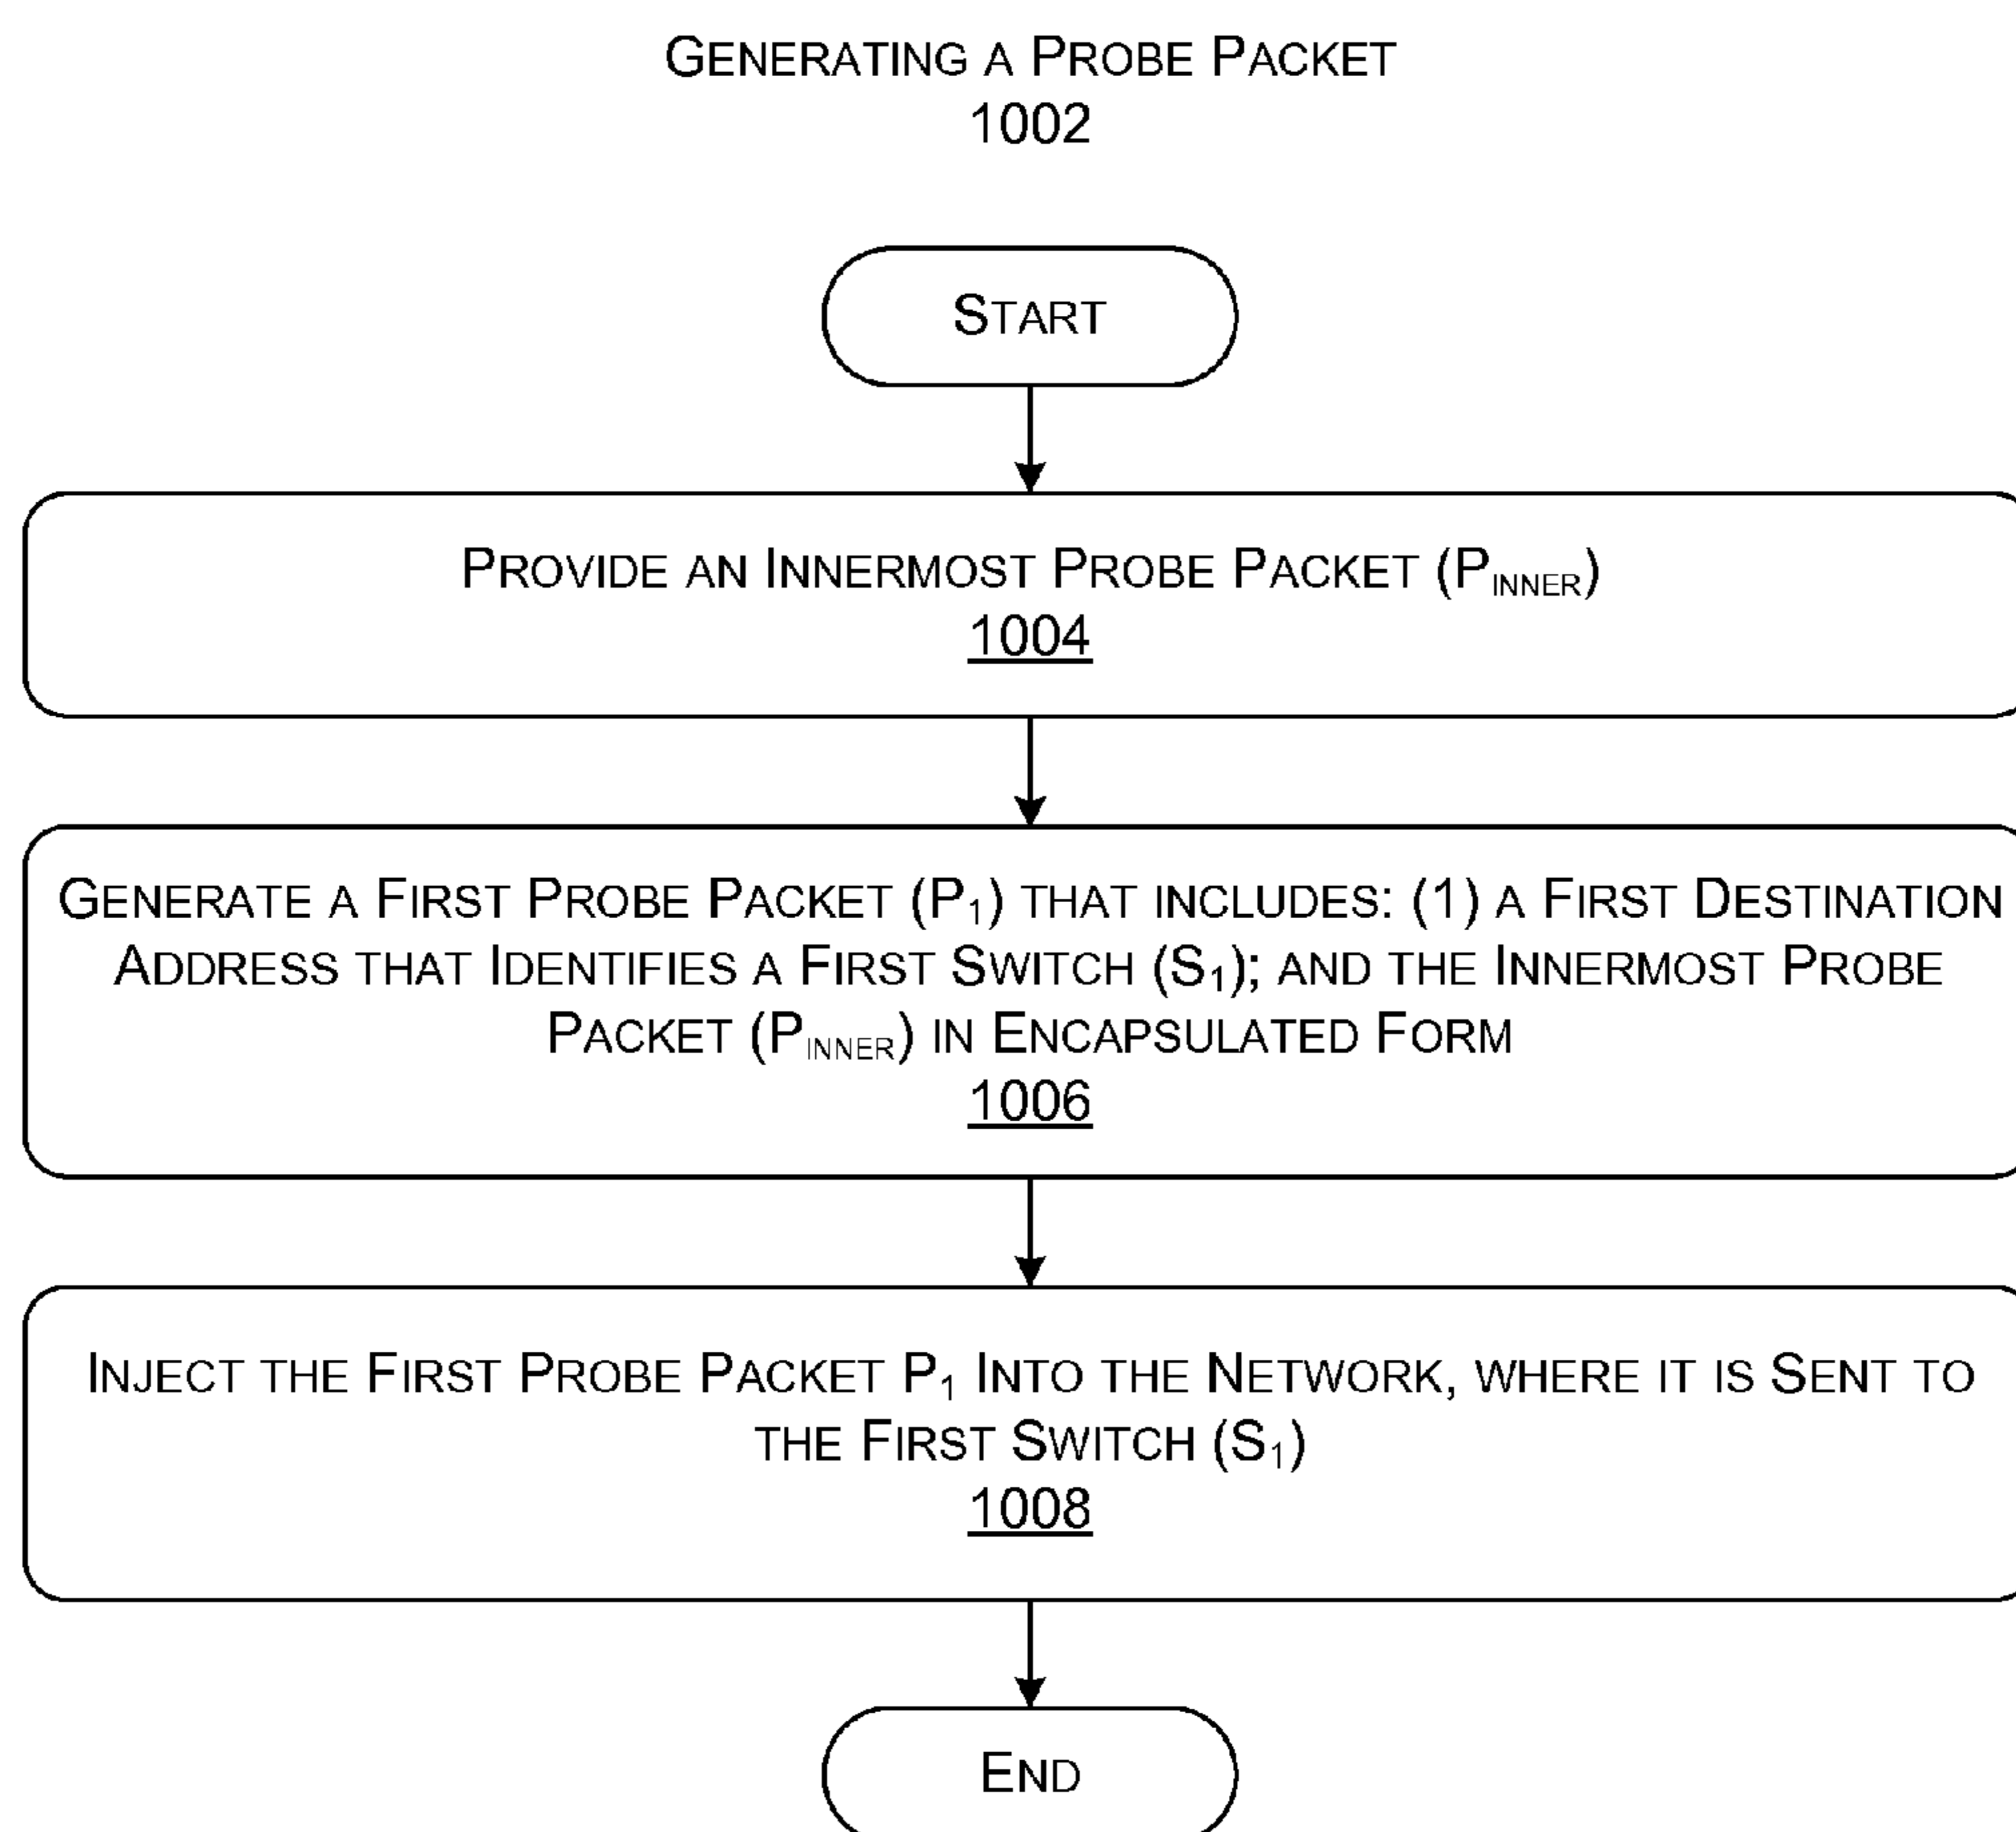 GENERATING A PROBE PACKET
1002
START
PROVIDE AN INNERMOST PROBE PACKET (P_INNER)
1004
GENERATE A FIRST PROBE PACKET (P₁) THAT INCLUDES: (1) A FIRST DESTINATION
ADDRESS THAT IDENTIFIES A FIRST SWITCH (S₁); AND THE INNERMOST PROBE
PACKET (P_INNER) IN ENCAPSULATED FORM
1006
INJECT THE FIRST PROBE PACKET P₁ INTO THE NETWORK, WHERE IT IS SENT TO
THE FIRST SWITCH (S₁)
1008
END